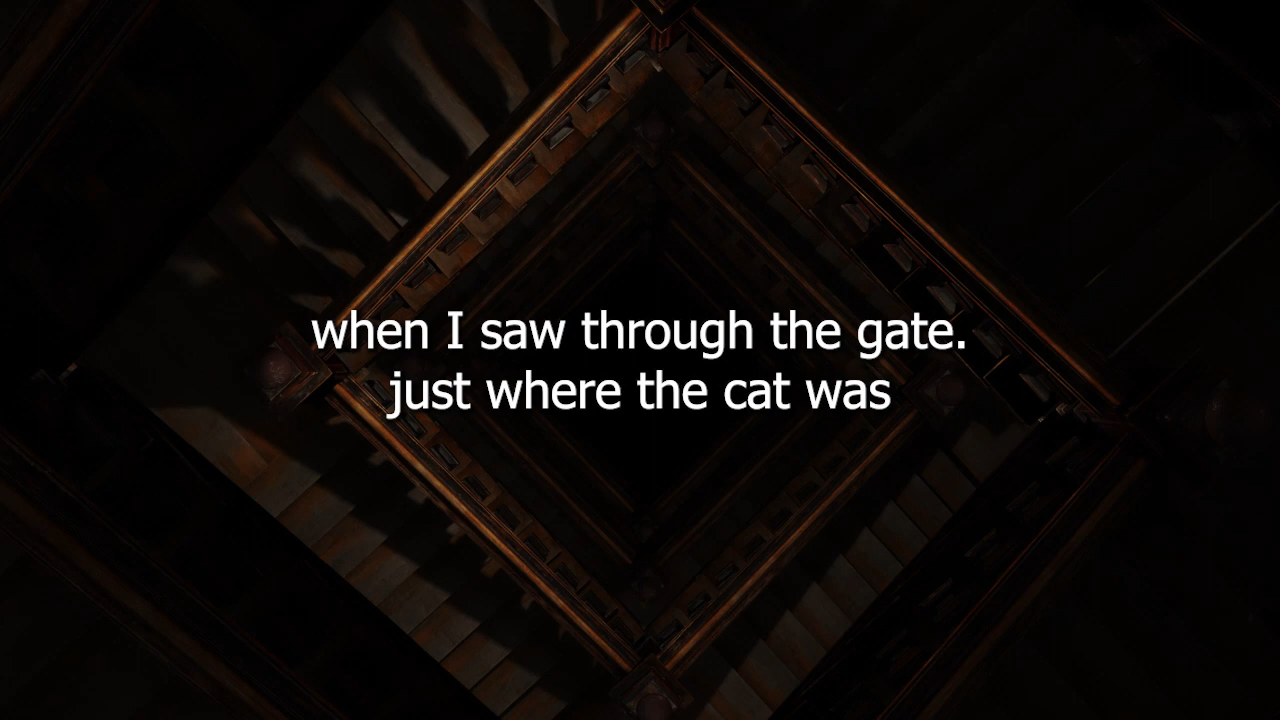 when I saw through the gate.
just where the cat was